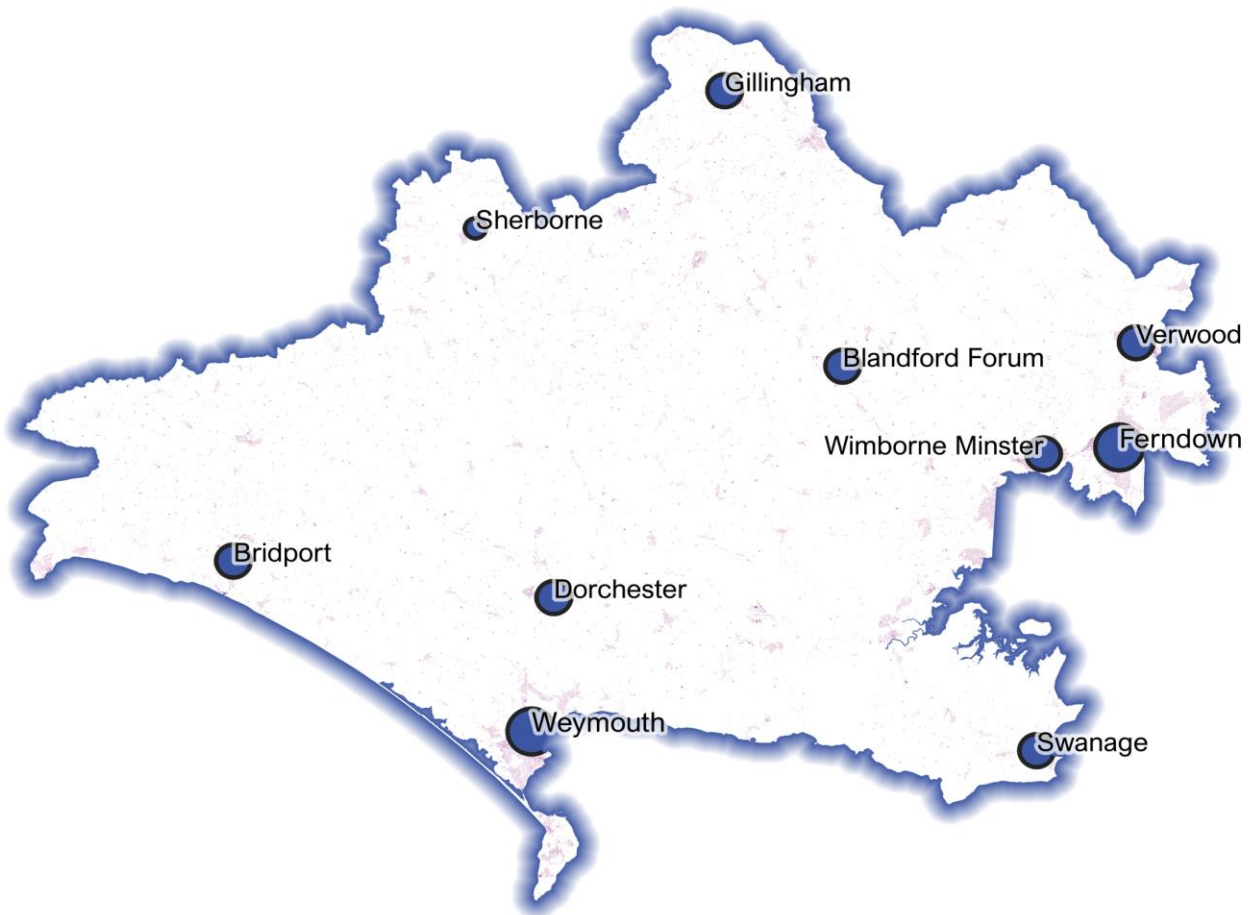 Gillingham
Sherborne
Verwood
Blandford Forum
Ferndown
Wimborne Minster
Bridport
Dorchester
Weymouth
Swanage